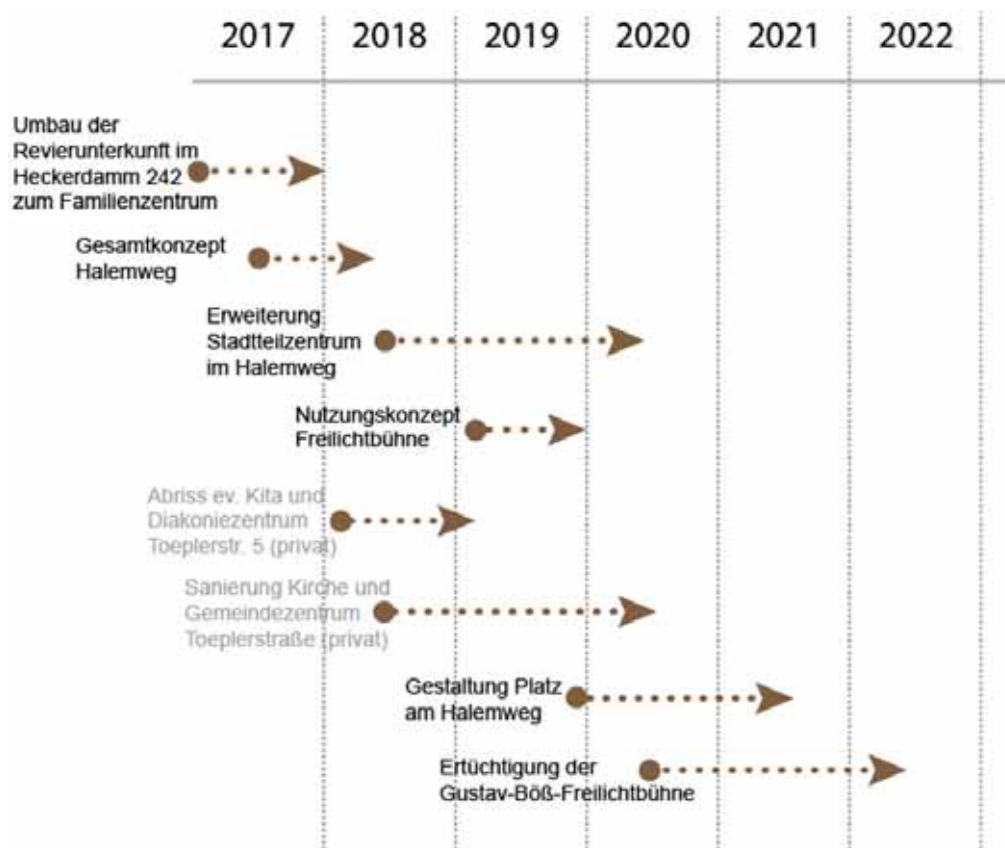 2017 2018 2019 2020 2021 2022
Umbau der
Revierunterkunft im
Heckerdamm 242
zum Familienzentrum
Gesamtkonzept
Halemweg
Erweiterung
Stadtteilzentrum
im Halemweg
Nutzungskonzept
Freilichtbühne
Abriss ev. Kita und
Diakoniezentrum
Toeplerstr. 5 (privat)
Sanierung Kirche und
Gemeindezentrum
Toeplerstraße (privat)
Gestaltung Platz
am Halemweg
Ertüchtigung der
Gustav-Böß-Freilichtbühne